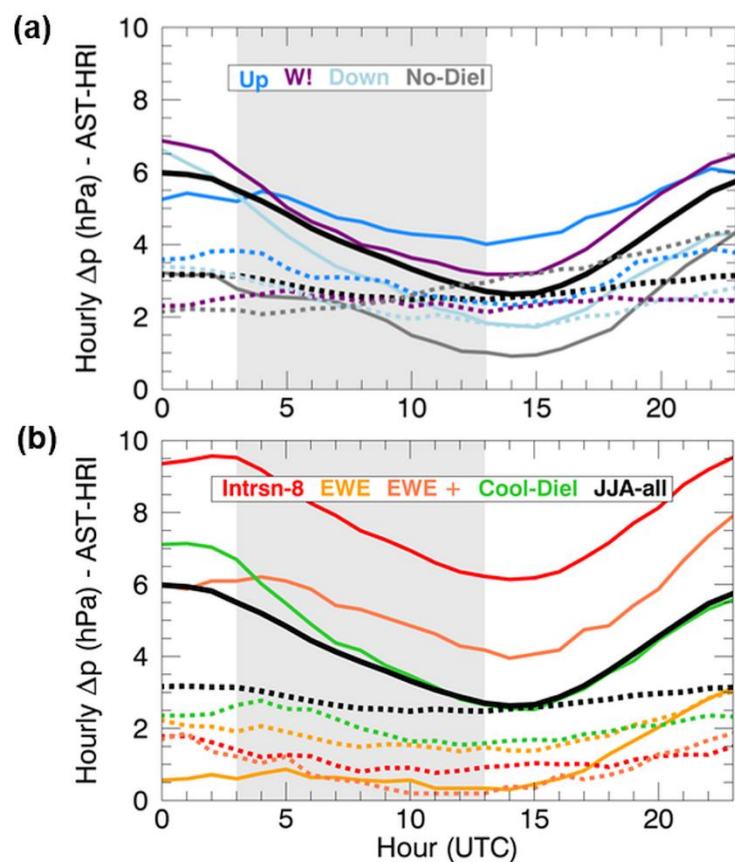 (a)
Hourly Δp (hPa) - AST-HRI
10
8
6
4
2
0
Up W! Down No-Diel
0 5 10 15 20
(b)
Hourly Δp (hPa) - AST-HRI
10
8
6
4
2
0
Intrsn-8 EWE EWE + Cool-Diel JJA-all
0 5 10 15 20
Hour (UTC)